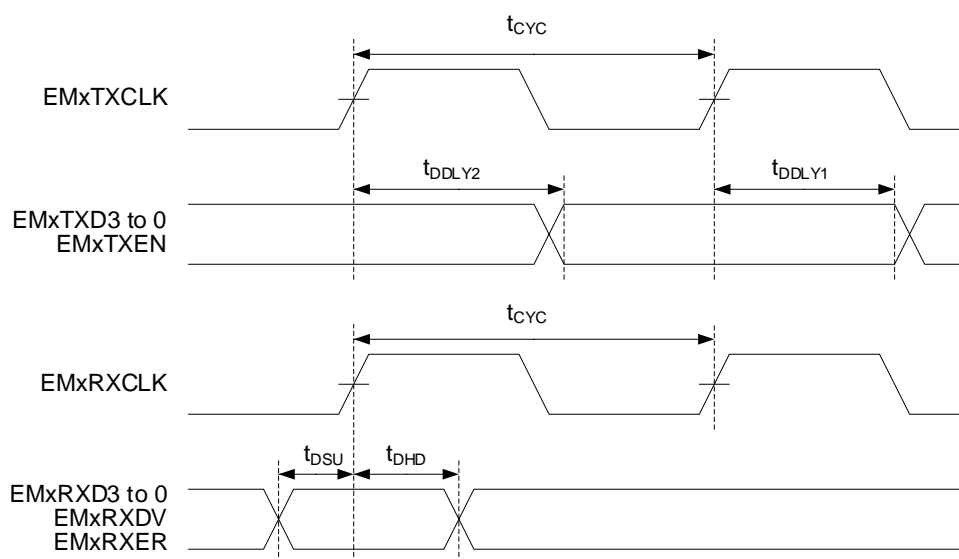 tCYC
EMxTXCLK
tDDLY2
tDDLY1
EMxTXD3 to 0
EMxTXEN
tCYC
EMxRXCLK
tDSU
tDHD
EMxRXD3 to 0
EMxRXDV
EMxRXER